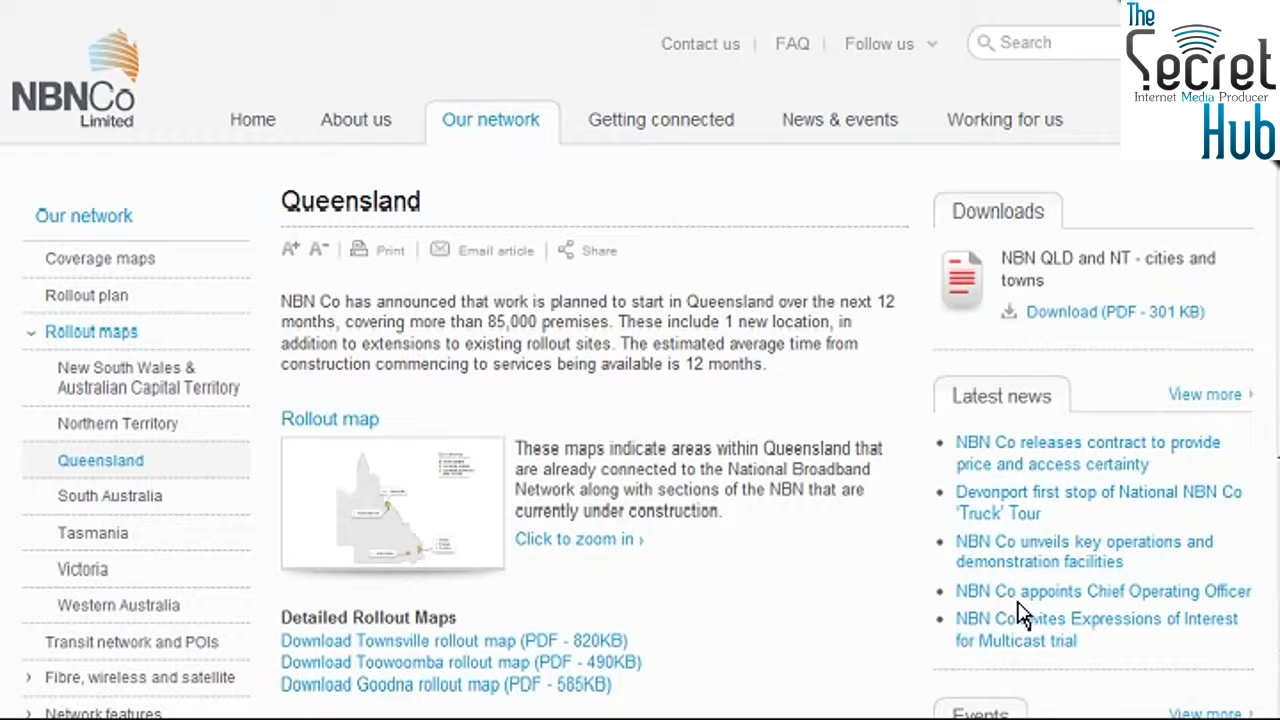 The
Secret
Internet Media Producer
Hub
NBNCo
Limited
Contact us
FAQ
Follow us
Search
Home
About us
Our network
Getting connected
News & events
Working for us
Our network
Coverage maps
Rollout plan
Rollout maps
New South Wales &
Australian Capital Territory
Northern Territory
Queensland
South Australia
Tasmania
Victoria
Western Australia
Transit network and POIs
Fibre, wireless and satellite
Network features
Queensland
A+ A- Print Email article Share
NBN Co has announced that work is planned to start in Queensland over the next 12
months, covering more than 85,000 premises. These include 1 new location, in
addition to extensions to existing rollout sites. The estimated average time from
construction commencing to services being available is 12 months.
Rollout map
These maps indicate areas within Queensland that
are already connected to the National Broadband
Network along with sections of the NBN that are
currently under construction.
Click to zoom in ›
Detailed Rollout Maps
Download Townsville rollout map (PDF - 820KB)
Download Toowoomba rollout map (PDF - 490KB)
Download Goodna rollout map (PDF - 585KB)
Downloads
NBN QLD and NT - cities and
towns
Download (PDF - 301 KB)
Latest news
View more ›
NBN Co releases contract to provide
price and access certainty
Devonport first stop of National NBN Co
'Truck' Tour
NBN Co unveils key operations and
demonstration facilities
NBN Co appoints Chief Operating Officer
NBN Co Expressions of Interest
for Multicast trial
Events
View more ›